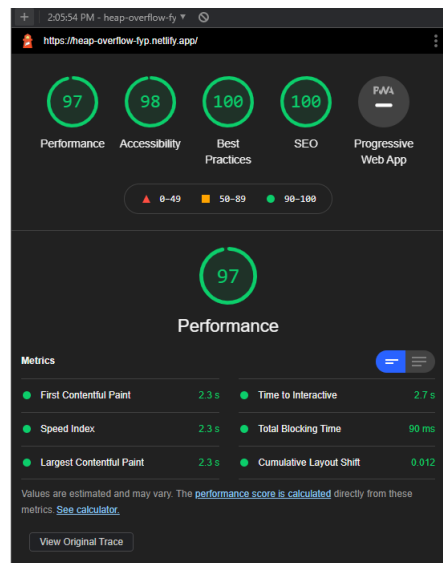 2:05:54 PM - heap-overflow-fy
https://heap-overflow-fyp.netlify.app/
97 98 100 100 PWA
Performance Accessibility Best Practices SEO Progressive Web App
0-49 50-89 90-100
97
Performance
Metrics
First Contentful Paint 2.3 s Time to Interactive 2.7 s
Speed Index 2.3 s Total Blocking Time 90 ms
Largest Contentful Paint 2.3 s Cumulative Layout Shift 0.012
Values are estimated and may vary. The performance score is calculated directly from these
metrics. See calculator.
View Original Trace